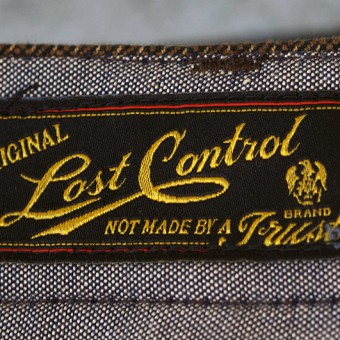 RIGINAL
Lost Control
NOT MADE BY A Trust
BRAND